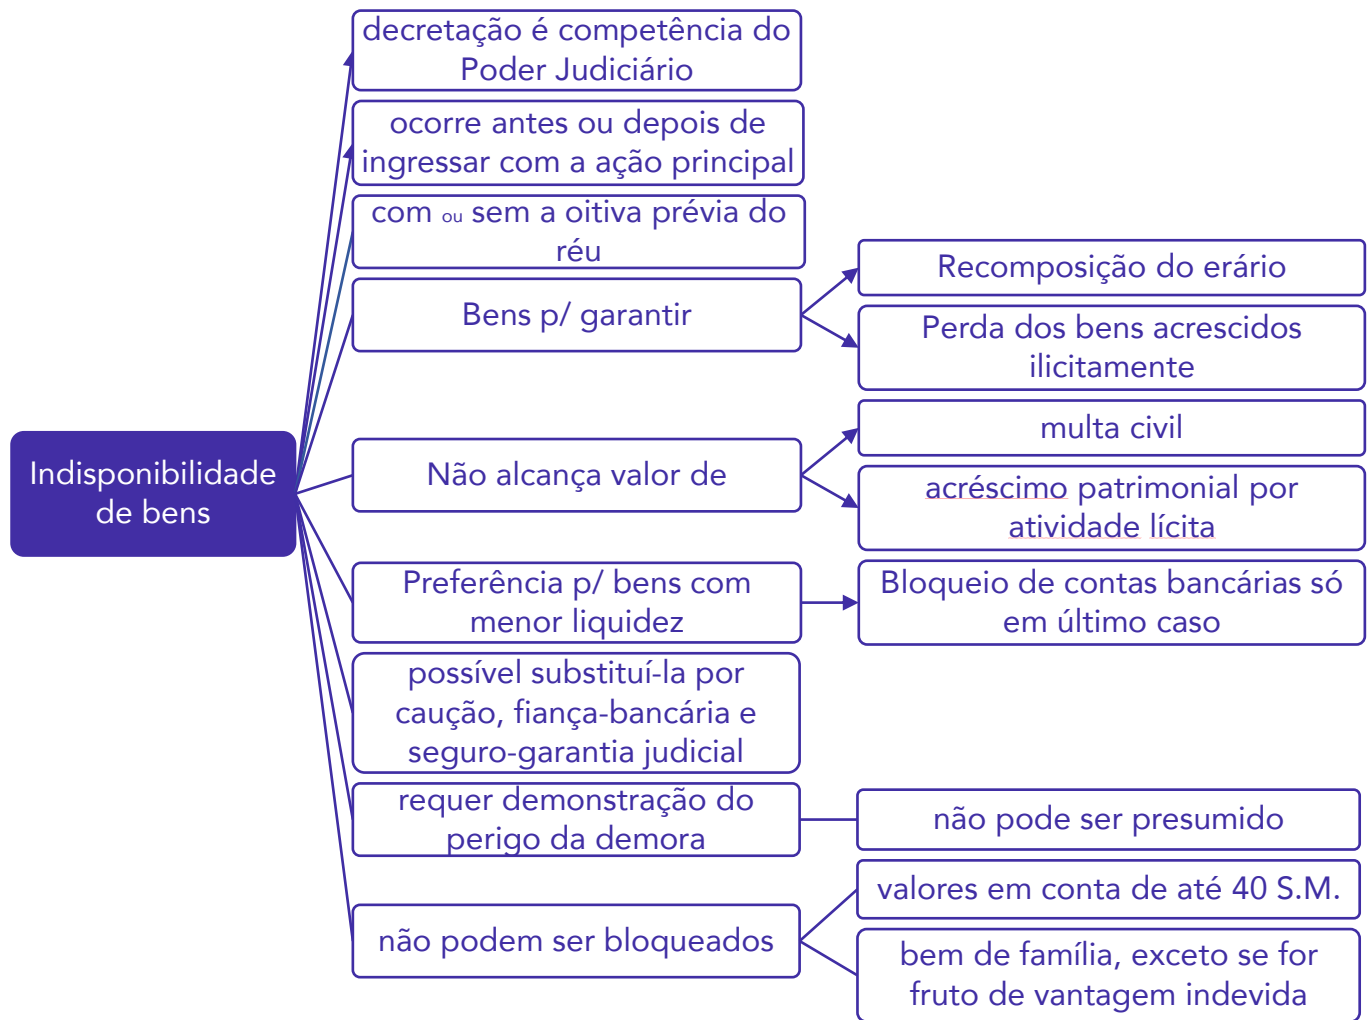 Indisponibilidade
de bens
decretação é competência do
Poder Judiciário
ocorre antes ou depois de
ingressar com a ação principal
com ou sem a oitiva prévia do
réu
Bens p/ garantir
Recomposição do erário
Perda dos bens acrescidos
ilicitamente
Não alcança valor de
multa civil
acréscimo patrimonial por
atividade lícita
Preferência p/ bens com
menor liquidez
Bloqueio de contas bancárias só
em último caso
possível substituí-la por
caução, fiança-bancária e
seguro-garantia judicial
requer demonstração do
perigo da demora
não pode ser presumido
não podem ser bloqueados
valores em conta de até 40 S.M.
bem de família, exceto se for
fruto de vantagem indevida